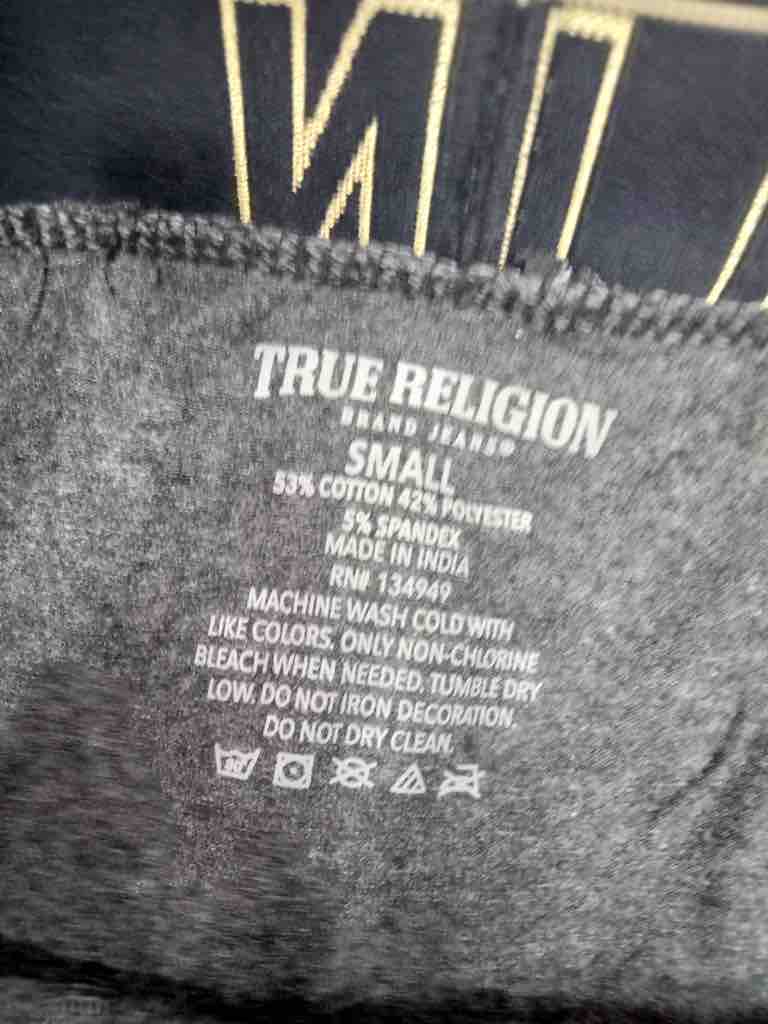 TRUE RELIGION
BRAND JEANS®
SMALL
53% COTTON 42% POLYESTER
5% SPANDEX
MADE IN INDIA
RN# 134949
MACHINE WASH COLD WITH
LIKE COLORS. ONLY NON-CHLORINE
BLEACH WHEN NEEDED. TUMBLE DRY
LOW. DO NOT IRON DECORATION.
DO NOT DRY CLEAN.